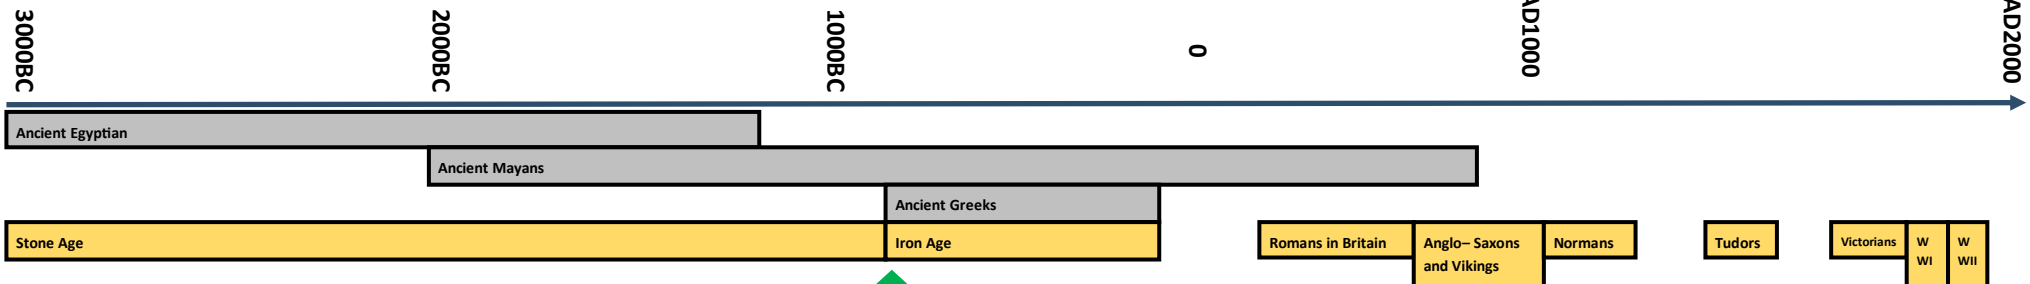 3000BC
2000BC
1000BC
0
AD1000
AD2000
Ancient Egyptian
Ancient Mayans
Ancient Greeks
Stone Age
Iron Age
Romans in Britain
Anglo– Saxons
and Vikings
Normans
Tudors
Victorians
W
WI
W
WII